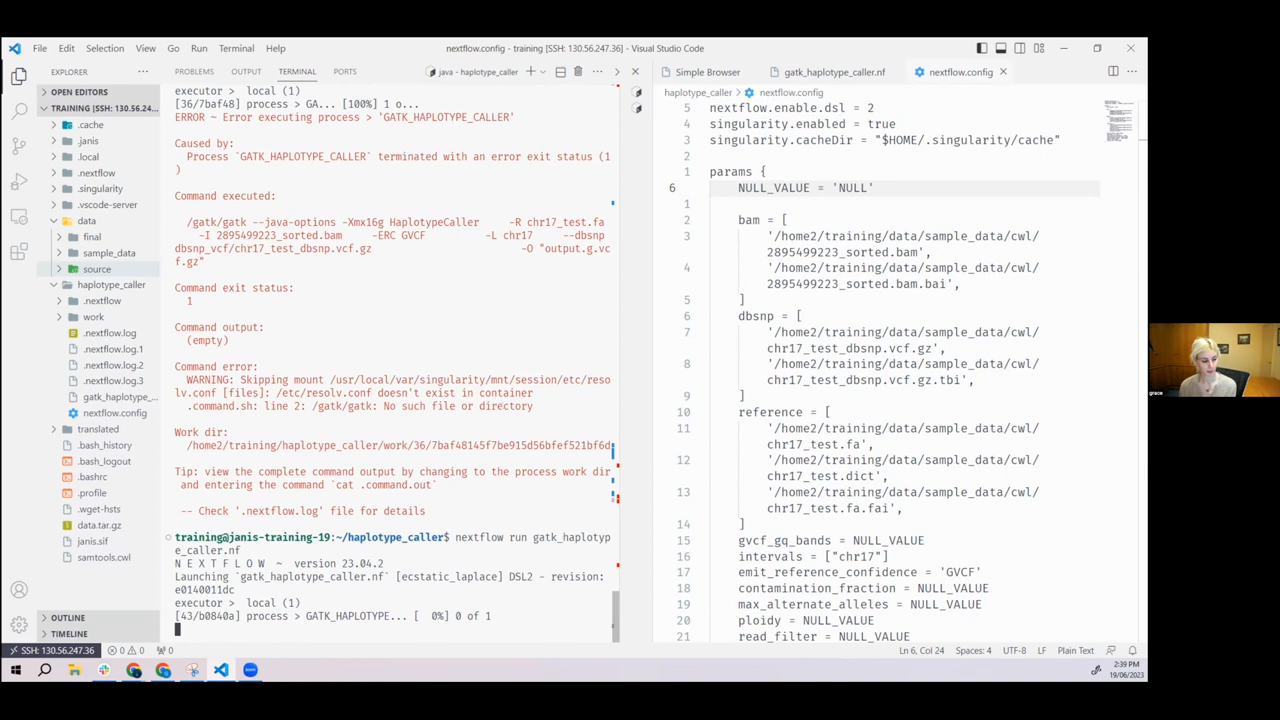 File Edit Selection View Go Run Terminal Help
nextflow.config - training [SSH: 130.56.247.36] - Visual Studio Code
EXPLORER
OPEN EDITORS
TRAINING [SSH: 130.56.247.36...
.cache
.janis
.local
.nextflow
.singularity
.vscode-server
data
final
sample_data
source
haplotype_caller
.nextflow
work
.nextflow.log
.nextflow.log.1
.nextflow.log.2
.nextflow.log.3
gatk_haplotype_...
nextflow.config
translated
.bash_history
.bash_logout
.bashrc
.profile
.wget-hsts
data.tar.gz
janis.sif
samtools.cwl
OUTLINE
TIMELINE
PROBLEMS OUTPUT TERMINAL PORTS
java - haplotype_caller
executor > local (1)
[36/7baf48] process > GA... [100%] 1 o...
ERROR ~ Error executing process > 'GATK_HAPLOTYPE_CALLER'
Caused by:
Process `GATK_HAPLOTYPE_CALLER` terminated with an error exit status (1
)
Command executed:
/gatk/gatk --java-options -Xmx16g HaplotypeCaller -R chr17_test.fa
-I 2895499223_sorted.bam -ERC GVCF -L chr17 --dbsnp
dbsnp_vcf/chr17_test_dbsnp.vcf.gz -O "output.g.vc
f.gz"
Command exit status:
1
Command output:
(empty)
Command error:
WARNING: Skipping mount /usr/local/var/singularity/mnt/session/etc/reso
lv.conf [files]: /etc/resolv.conf doesn't exist in container
.command.sh: line 2: /gatk/gatk: No such file or directory
Work dir:
/home2/training/haplotype_caller/work/36/7baf48145f7be915d56bfef521bf6d
Tip: view the complete command output by changing to the process work dir
and entering the command `cat .command.out`
-- Check '.nextflow.log' file for details
training@janis-training-19:~/haplotype_caller$ nextflow run gatk_haplotyp
e_caller.nf
N E X T F L O W ~ version 23.04.2
Launching `gatk_haplotype_caller.nf` [ecstatic_laplace] DSL2 - revision:
e0140011dc
executor > local (1)
[43/b0840a] process > GATK_HAPLOTYPE... [ 0%] 0 of 1
Simple Browser gatk_haplotype_caller.nf nextflow.config
haplotype_caller > nextflow.config
5 nextflow.enable.dsl = 2
4 singularity.enabled = true
3 singularity.cacheDir = "$HOME/.singularity/cache"
2
1 params {
6 NULL_VALUE = 'NULL'
1
2 bam = [
3 '/home2/training/data/sample_data/cwl/
2895499223_sorted.bam',
4 '/home2/training/data/sample_data/cwl/
2895499223_sorted.bam.bai',
5 ]
6 dbsnp = [
7 '/home2/training/data/sample_data/cwl/
chr17_test_dbsnp.vcf.gz',
8 '/home2/training/data/sample_data/cwl/
chr17_test_dbsnp.vcf.gz.tbi',
9 ]
10 reference = [
11 '/home2/training/data/sample_data/cwl/
chr17_test.fa',
12 '/home2/training/data/sample_data/cwl/
chr17_test.dict',
13 '/home2/training/data/sample_data/cwl/
chr17_test.fa.fai',
14 ]
15 gvcf_gq_bands = NULL_VALUE
16 intervals = ["chr17"]
17 emit_reference_confidence = 'GVCF'
18 contamination_fraction = NULL_VALUE
19 max_alternate_alleles = NULL_VALUE
20 ploidy = NULL_VALUE
21 read_filter = NULL_VALUE
SSH: 130.56.247.36 0 0 0 Ln 6, Col 24 Spaces: 4 UTF-8 LF Plain Text
2:39 PM
19/06/2023
grace